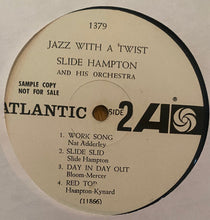 1379
JAZZ WITH A TWIST
SLIDE HAMPTON
AND HIS ORCHESTRA
SAMPLE COPY
NOT FOR SALE
ATLANTIC
SIDE
2
1. WORK SONG
Nat Adderley
2. SLIDE SLID
Slide Hampton
3. DAY IN DAY OUT
Bloom-Mercer
4. RED TOP
Hampton-Kynard
(11866)